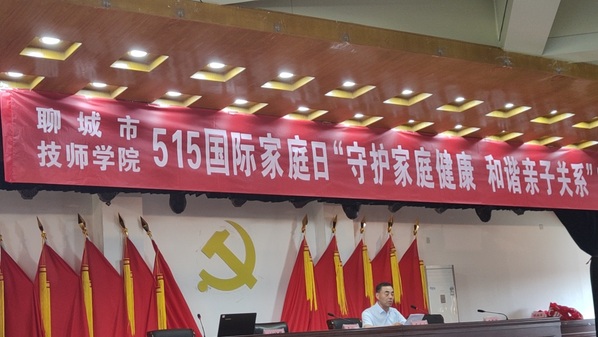 聊城市
技师学院
515国际家庭日“守护家庭健康 和谐亲子关系”